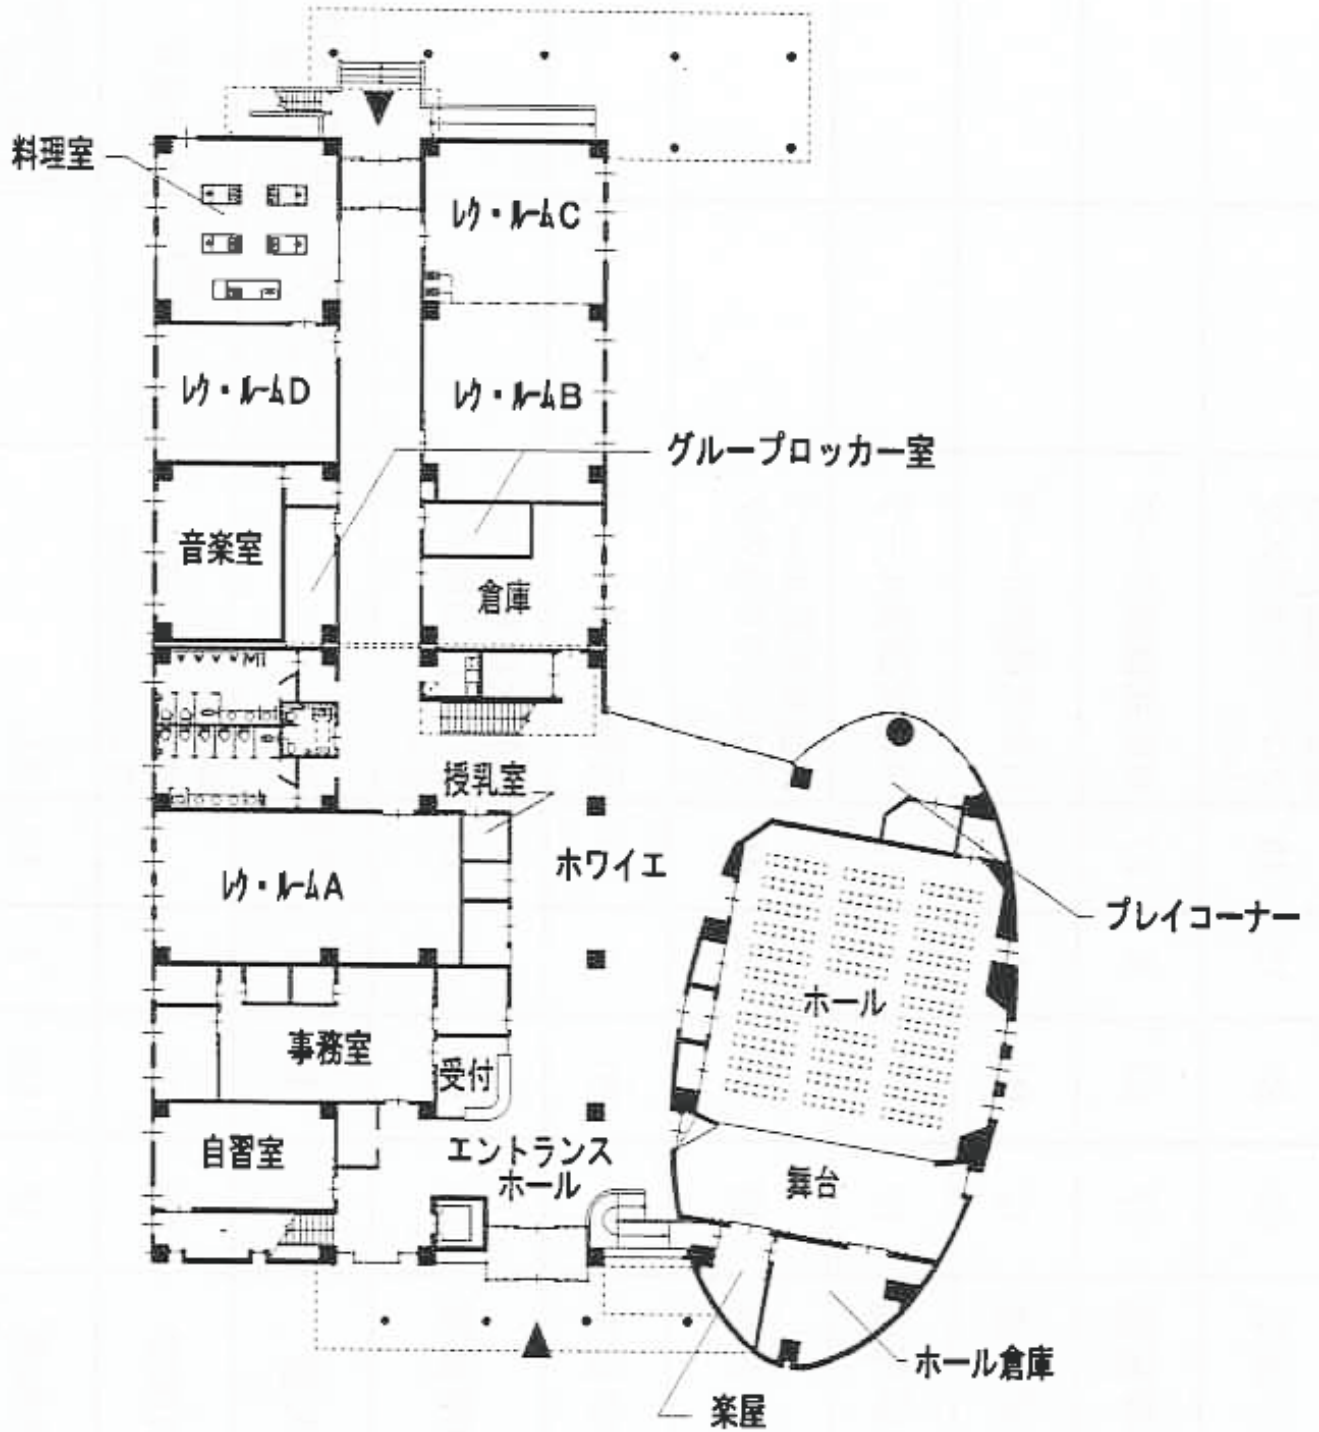 料理室
レク・ルームC
レク・ルームD
レク・ルームB
グループロッカー室
音楽室
倉庫
授乳室
レク・ルームA
ホワイエ
プレイコーナー
ホール
事務室
受付
自習室
エントランス
ホール
舞台
ホール倉庫
楽屋